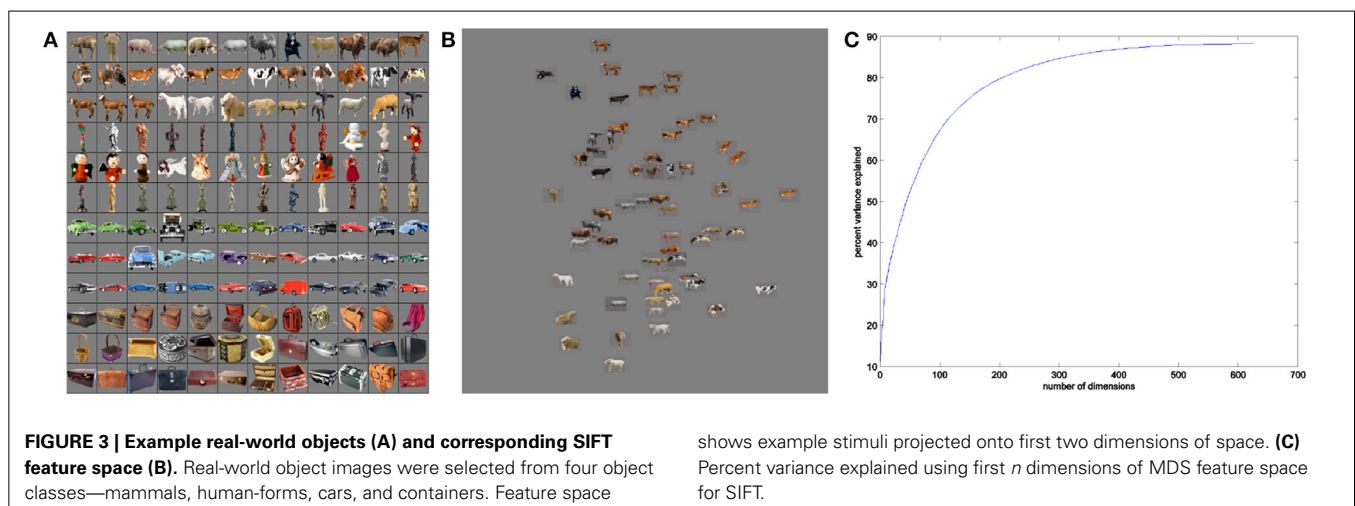 A
B
C
90
80
70
60
50
40
30
20
10
percent variance explained
0
100
200
300
400
500
600
700
number of dimensions
FIGURE 3 | Example real-world objects (A) and corresponding SIFT
feature space (B). Real-world object images were selected from four object
classes—mammals, human-forms, cars, and containers. Feature space
shows example stimuli projected onto first two dimensions of space. (C)
Percent variance explained using first n dimensions of MDS feature space
for SIFT.